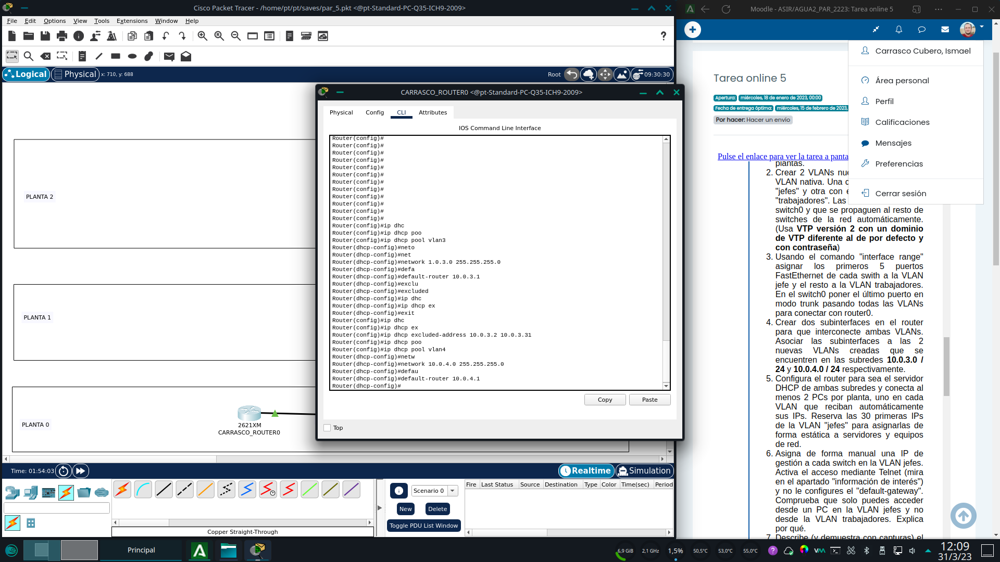 Cisco Packet Tracer - /home/pt/pt/saves/par_5.pkt <@pt-Standard-PC-Q35-ICH9-2009>
File Edit Options View Tools Extensions Window Help
Logical Physical x: 710, y: 688
Root 09:30:30
PLANTA 2
PLANTA 1
PLANTA 0
2621XM
CARRASCO_ROUTER0
CARRASCO_ROUTER0 <@pt-Standard-PC-Q35-ICH9-2009>
Physical Config CLI Attributes
IOS Command Line Interface
Router(config)#
Router(config)#
Router(config)#
Router(config)#
Router(config)#
Router(config)#
Router(config)#
Router(config)#
Router(config)#
Router(config)#
Router(config)#
Router(config)#
Router(config)#ip dhc
Router(config)#ip dhcp poo
Router(config)#ip dhcp pool vlan3
Router(dhcp-config)#neto
Router(dhcp-config)#net
Router(dhcp-config)#network 1.0.3.0 255.255.255.0
Router(dhcp-config)#defa
Router(dhcp-config)#default-router 10.0.3.1
Router(dhcp-config)#exclu
Router(dhcp-config)#excluded
Router(dhcp-config)#ip dhc
Router(dhcp-config)#ip dhcp ex
Router(dhcp-config)#exit
Router(config)#ip dhc
Router(config)#ip dhcp ex
Router(config)#ip dhcp excluded-address 10.0.3.2 10.0.3.31
Router(config)#ip dhcp poo
Router(config)#ip dhcp pool vlan4
Router(dhcp-config)#netw
Router(dhcp-config)#network 10.0.4.0 255.255.255.0
Router(dhcp-config)#defau
Router(dhcp-config)#default-router 10.0.4.1
Router(dhcp-config)#
Copy Paste
Top
Time: 01:54:03
Realtime Simulation
Copper Straight-Through
Scenario 0
New Delete
Toggle PDU List Window
Fire Last Status Source Destination Type Color Time(sec) Period
Moodle - ASIR/AGUA2_PAR_2223: Tarea online 5
Carrasco Cubero, Ismael
Área personal
Perfil
Calificaciones
Mensajes
Preferencias
Cerrar sesión
Tarea online 5
Apertura: miércoles, 18 de enero de 2023, 00:00
Fecha de entrega óptima: miércoles, 15 de febrero de 2023,
Por hacer: Hacer un envío
Pulse el enlace para ver la tarea a panta
plantas.
2. Crear 2 VLANs nue
VLAN nativa. Una c
"jefes" y otra con e
"trabajadores". Las
switch0 y que se propaguen al resto de
switches de la red automáticamente.
(Usa VTP versión 2 con un dominio
de VTP diferente al de por defecto y
con contraseña)
3. Usando el comando "interface range"
asignar los primeros 5 puertos
FastEthernet de cada swith a la VLAN
jefe y el resto a la VLAN trabajadores.
En el switch0 poner el último puerto en
modo trunk pasando todas las VLANs
para conectar con router0.
4. Crear dos subinterfaces en el router
para que interconecte ambas VLANs.
Asociar las subinterfaces a las 2
nuevas VLANs creadas que se
encuentren en las subredes 10.0.3.0 /
24 y 10.0.4.0 / 24 respectivamente.
5. Configura el router para sea el servidor
DHCP de ambas subredes y conecta al
menos 2 PCs por planta, uno en cada
VLAN que reciban automáticamente
sus IPs. Reserva las 30 primeras IPs
de la VLAN "jefes" para asignarlas de
forma estática a servidores y equipos
de red.
6. Asigna de forma manual una IP de
gestión a cada switch en la VLAN jefes.
Activa el acceso mediante Telnet (mira
en el apartado "información de interés")
y no le configures el "default-gateway".
Comprueba que solo puedes acceder
desde un PC en la VLAN jefes y no
desde la VLAN trabajadores. Explica
por qué.
7. Describe (y demuestra con capturas) el
Principal
6,9 GiB 2,1 GHz 1,5% 50,5°C 53,0°C 55,0°C
12:09
31/3/23